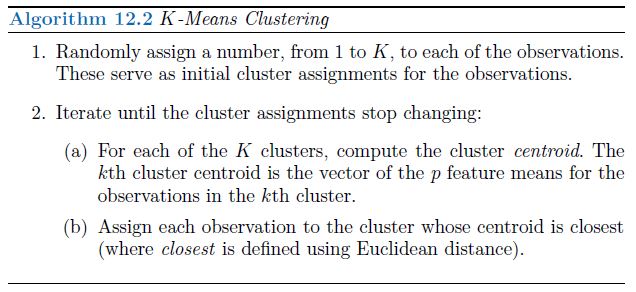 Algorithm 12.2 K-Means Clustering
1. Randomly assign a number, from 1 to K, to each of the observations.
These serve as initial cluster assignments for the observations.
2. Iterate until the cluster assignments stop changing:
(a) For each of the K clusters, compute the cluster centroid. The
kth cluster centroid is the vector of the p feature means for the
observations in the kth cluster.
(b) Assign each observation to the cluster whose centroid is closest
(where closest is defined using Euclidean distance).